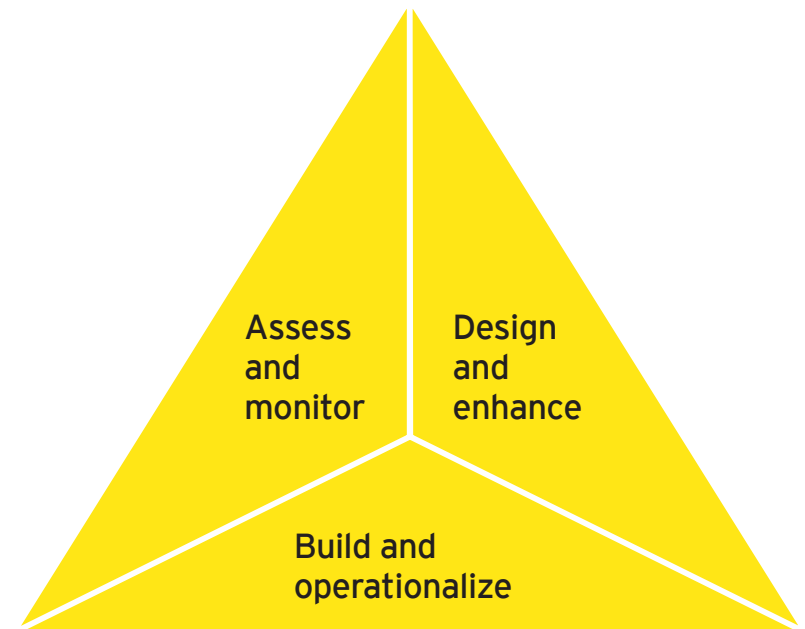 Assess
and
monitor
Design
and
enhance
Build and
operationalize